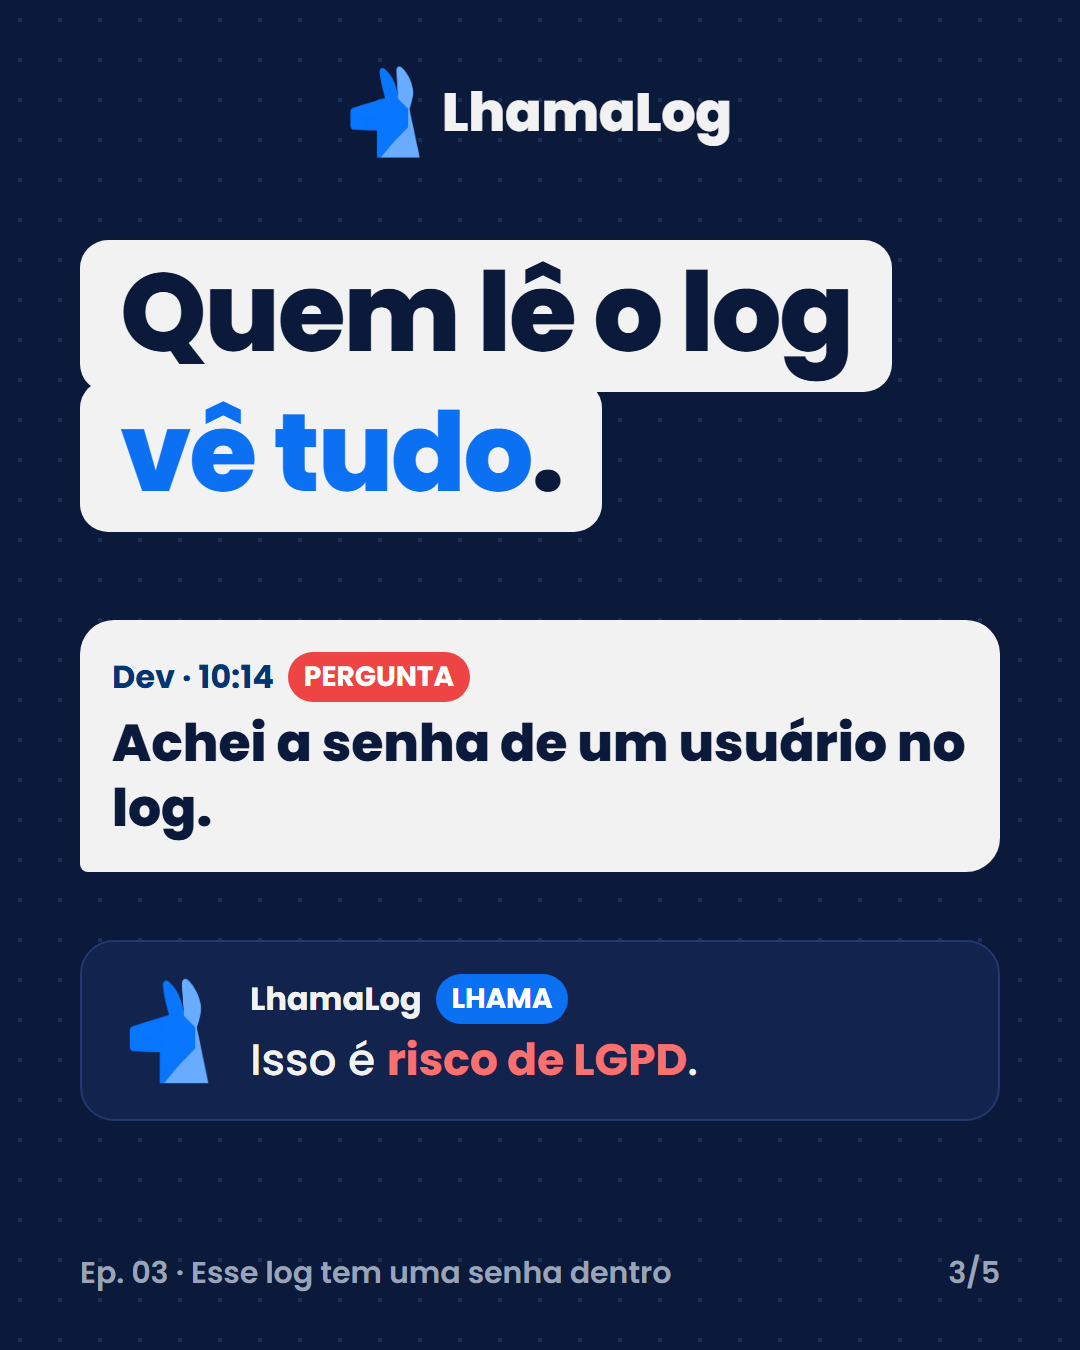 LhamaLog
Quem lê o log
vê tudo.
Dev · 10:14 PERGUNTA
Achei a senha de um usuário no
log.
LhamaLog LHAMA
Isso é risco de LGPD.
Ep. 03 · Esse log tem uma senha dentro 3/5